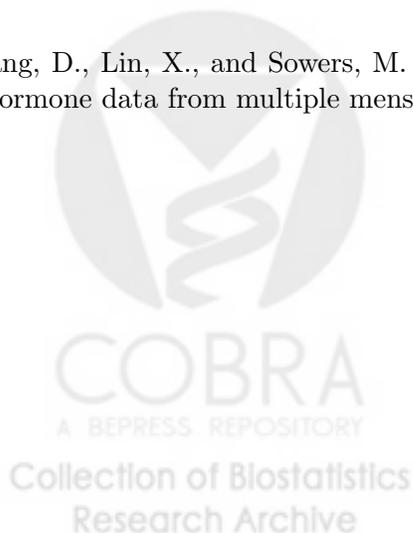 ang, D., Lin, X., and Sowers, M.
ormone data from multiple mens
COBRA
A BEPRESS REPOSITORY
Collection of Biostatistics
Research Archive